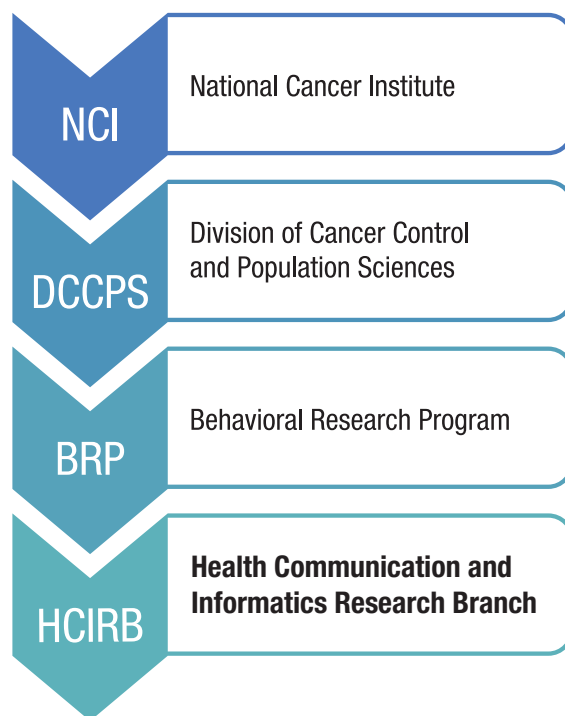 NCI
National Cancer Institute
DCCPS
Division of Cancer Control
and Population Sciences
BRP
Behavioral Research Program
HCIRB
Health Communication and
Informatics Research Branch